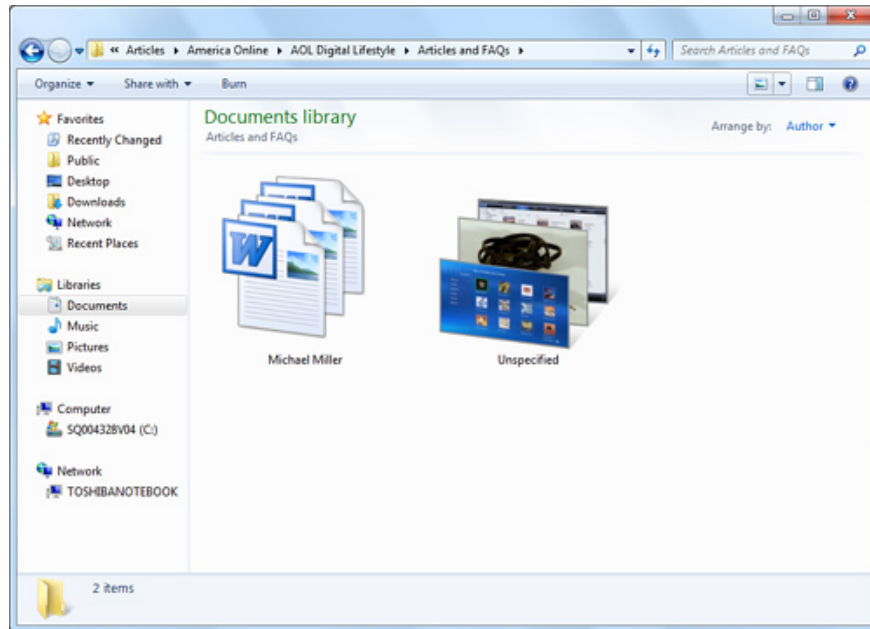 « Articles ▸ America Online ▸ AOL Digital Lifestyle ▸ Articles and FAQs ▸
Search Articles and FAQs
Organize ▾ Share with ▾ Burn
Favorites
Recently Changed
Public
Desktop
Downloads
Network
Recent Places
Libraries
Documents
Music
Pictures
Videos
Computer
SQ004328V04 (C:)
Network
TOSHIBANOTEBOOK
Documents library
Articles and FAQs
Arrange by: Author ▾
W
Michael Miller
Unspecified
2 items